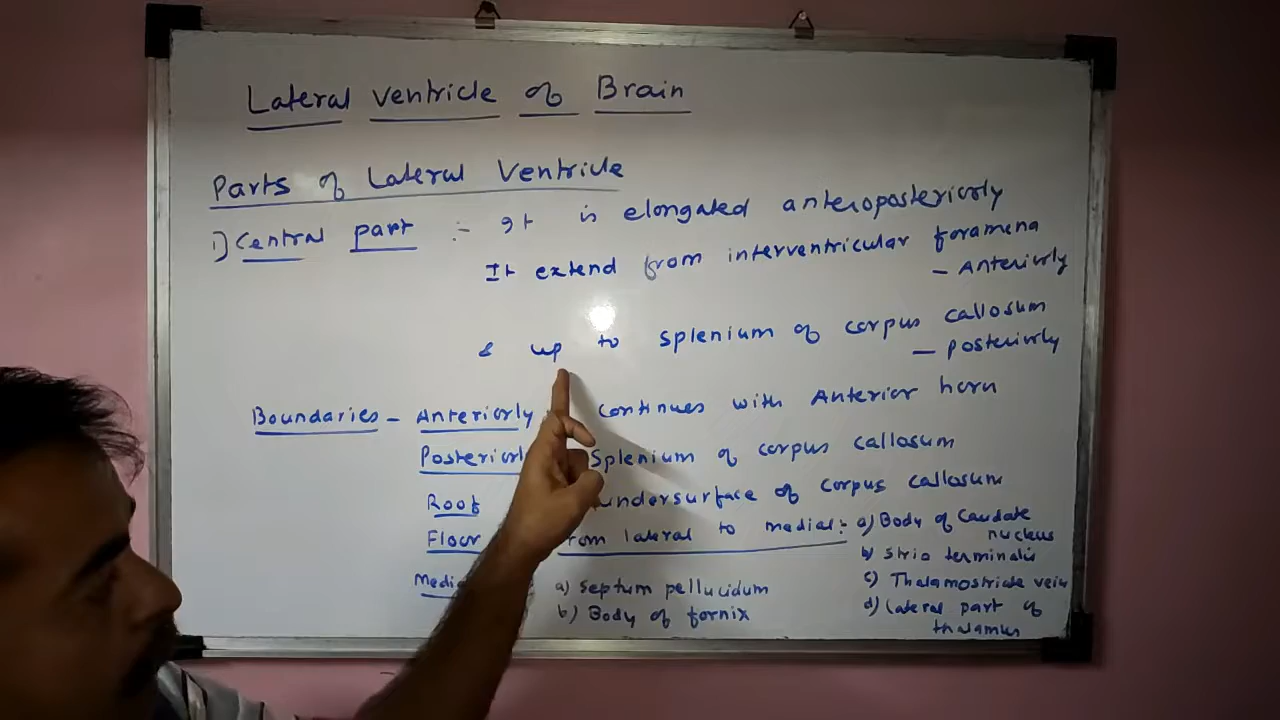 Lateral ventricle of Brain
Parts of Lateral Ventricle
1) Central part :- It is elongated anteroposteriorly
It extend from interventricular foramena
- Anteriorly
& up to splenium of corpus callosum
- posteriorly
Boundaries - Anteriorly continues with Anterior horn
Posteriorl Splenium of corpus callosum
Roof undersurface of corpus callosum
Floor rom lateral to medial: a) Body of Caudate
nucleus
b) Stria terminalis
Medi a) Septum pellucidum c) Thalamostriate vein
b) Body of fornix d) Lateral part of
thalamus